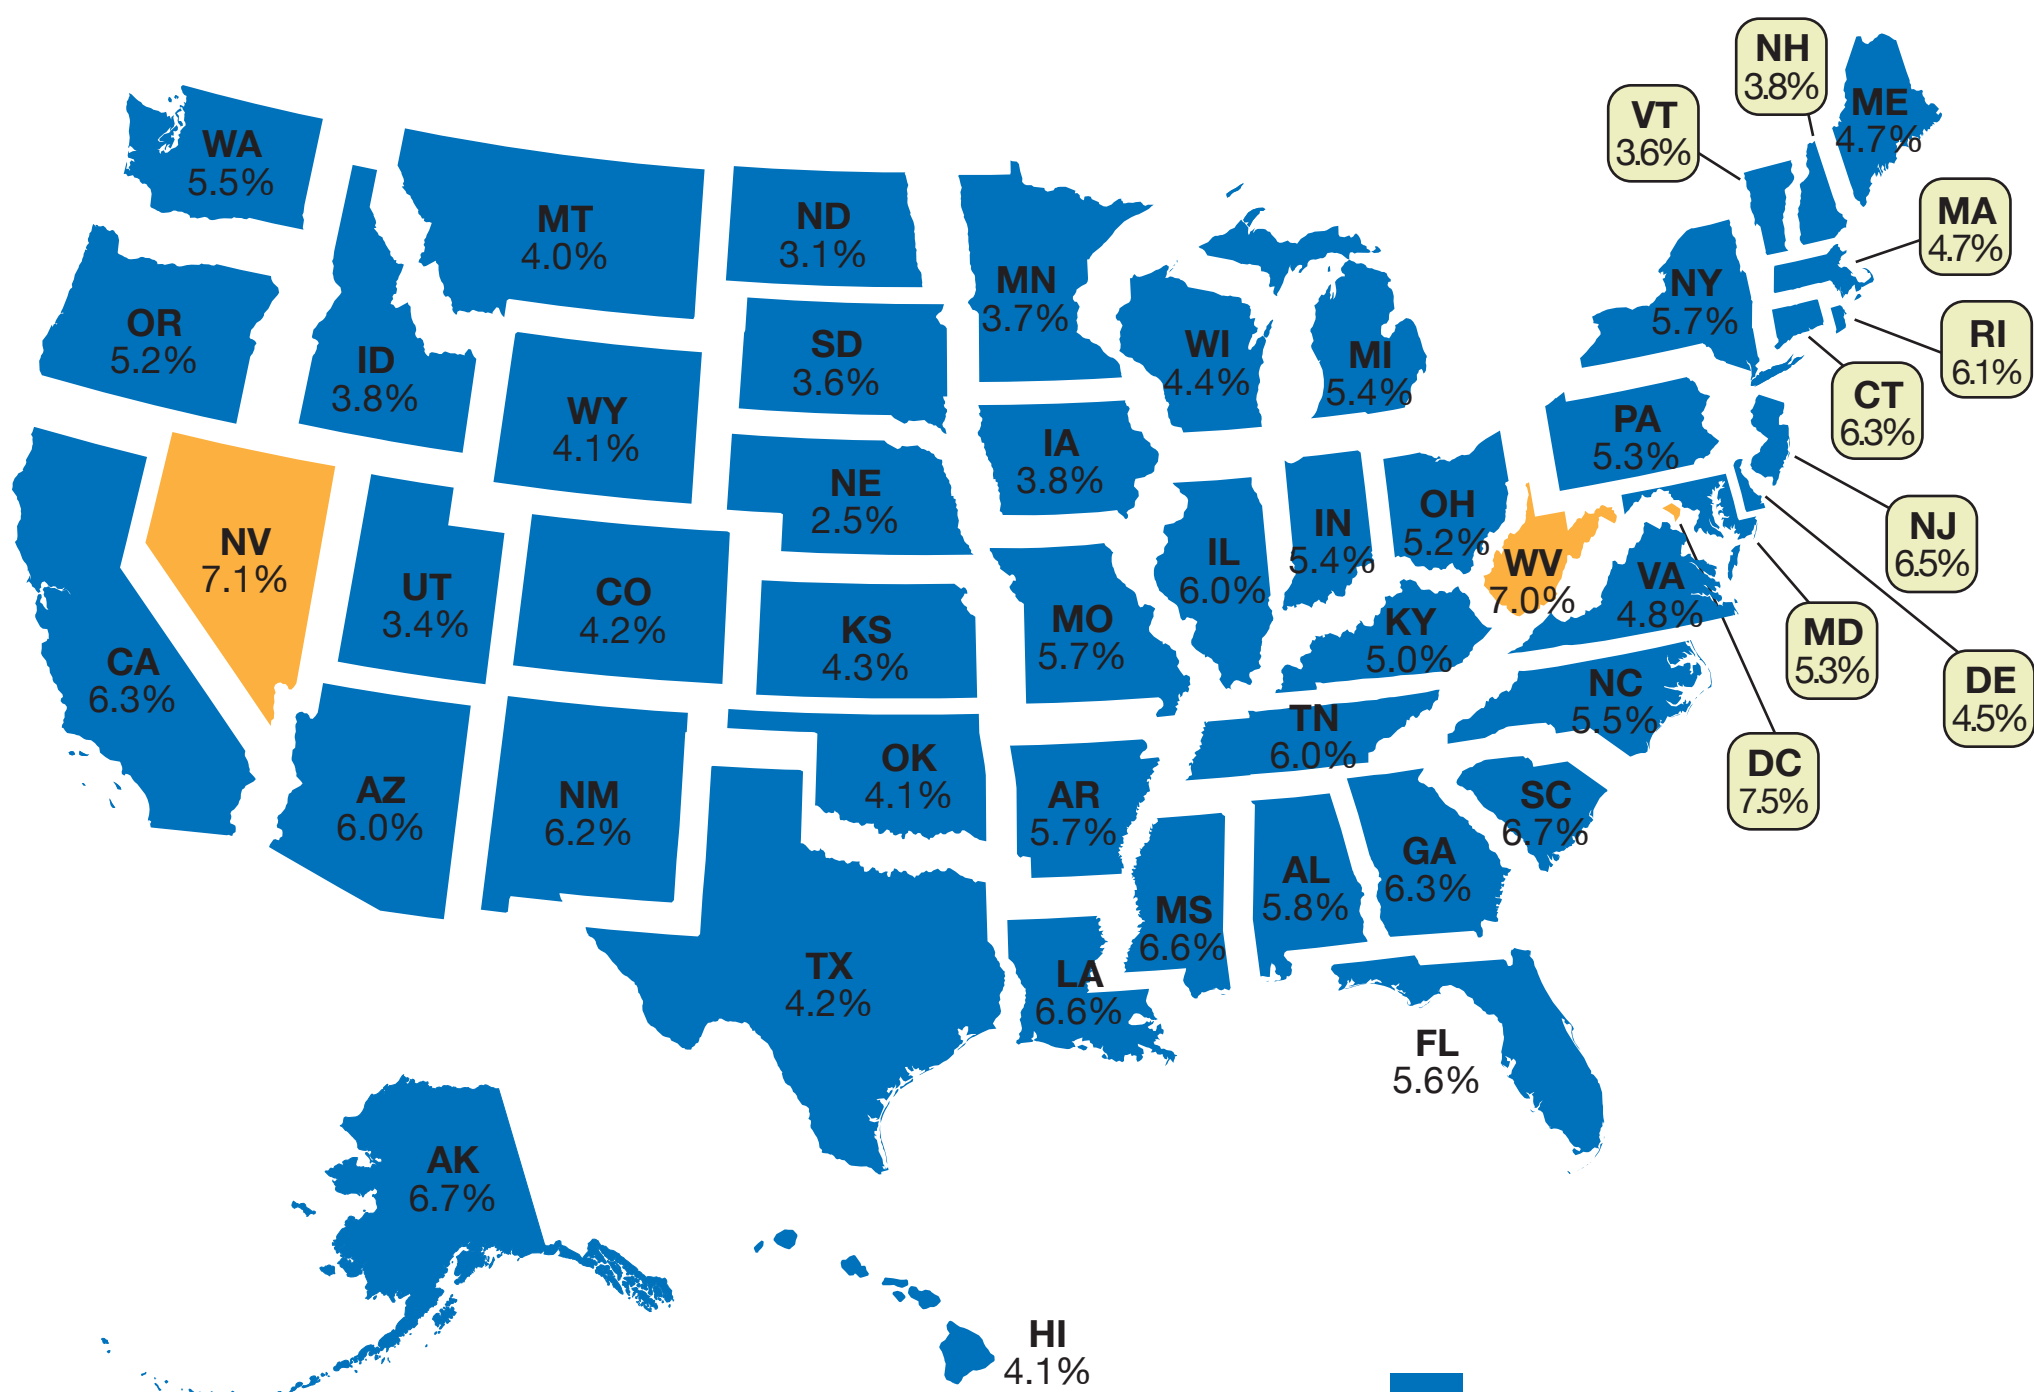 NH
3.8%
ME
4.7%
VT
3.6%
WA
5.5%
MT
4.0%
ND
3.1%
MN
3.7%
MA
4.7%
NY
5.7%
RI
6.1%
OR
5.2%
ID
3.8%
SD
3.6%
WI
4.4%
MI
5.4%
CT
6.3%
WY
4.1%
PA
5.3%
IA
3.8%
NE
2.5%
NV
7.1%
OH
5.2%
IN
5.4%
NJ
6.5%
IL
6.0%
WV
7.0%
VA
4.8%
UT
3.4%
CO
4.2%
KS
4.3%
MO
5.7%
KY
5.0%
MD
5.3%
CA
6.3%
NC
5.5%
DE
4.5%
TN
6.0%
OK
4.1%
DC
7.5%
AZ
6.0%
NM
6.2%
AR
5.7%
SC
6.7%
GA
6.3%
AL
5.8%
MS
6.6%
TX
4.2%
LA
6.6%
FL
5.6%
AK
6.7%
HI
4.1%